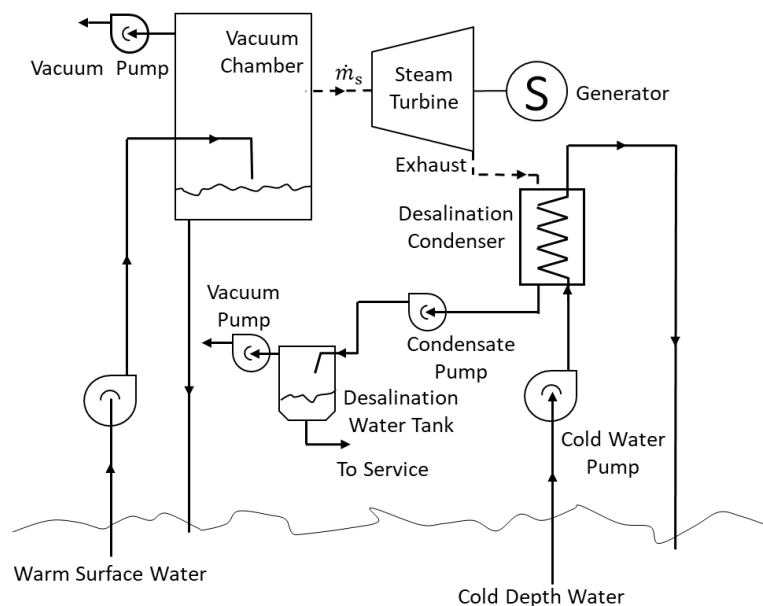 Vacuum Pump
Vacuum
Chamber
ṁs
Steam
Turbine
S
Generator
Exhaust
Desalination
Condenser
Vacuum
Pump
Condensate
Pump
Desalination
Water Tank
To Service
Cold Water
Pump
Warm Surface Water
Cold Depth Water